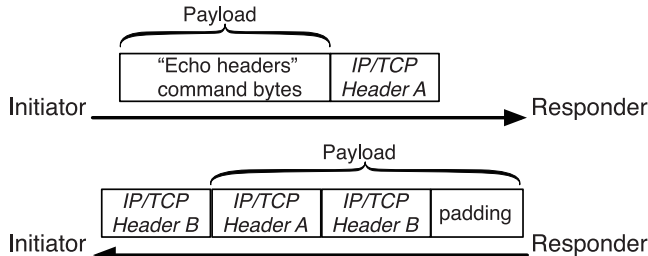 Payload
“Echo headers” IP/TCP
command bytes Header A
Initiator Responder
Payload
IP/TCP IP/TCP IP/TCP padding
Header B Header A Header B
Initiator Responder